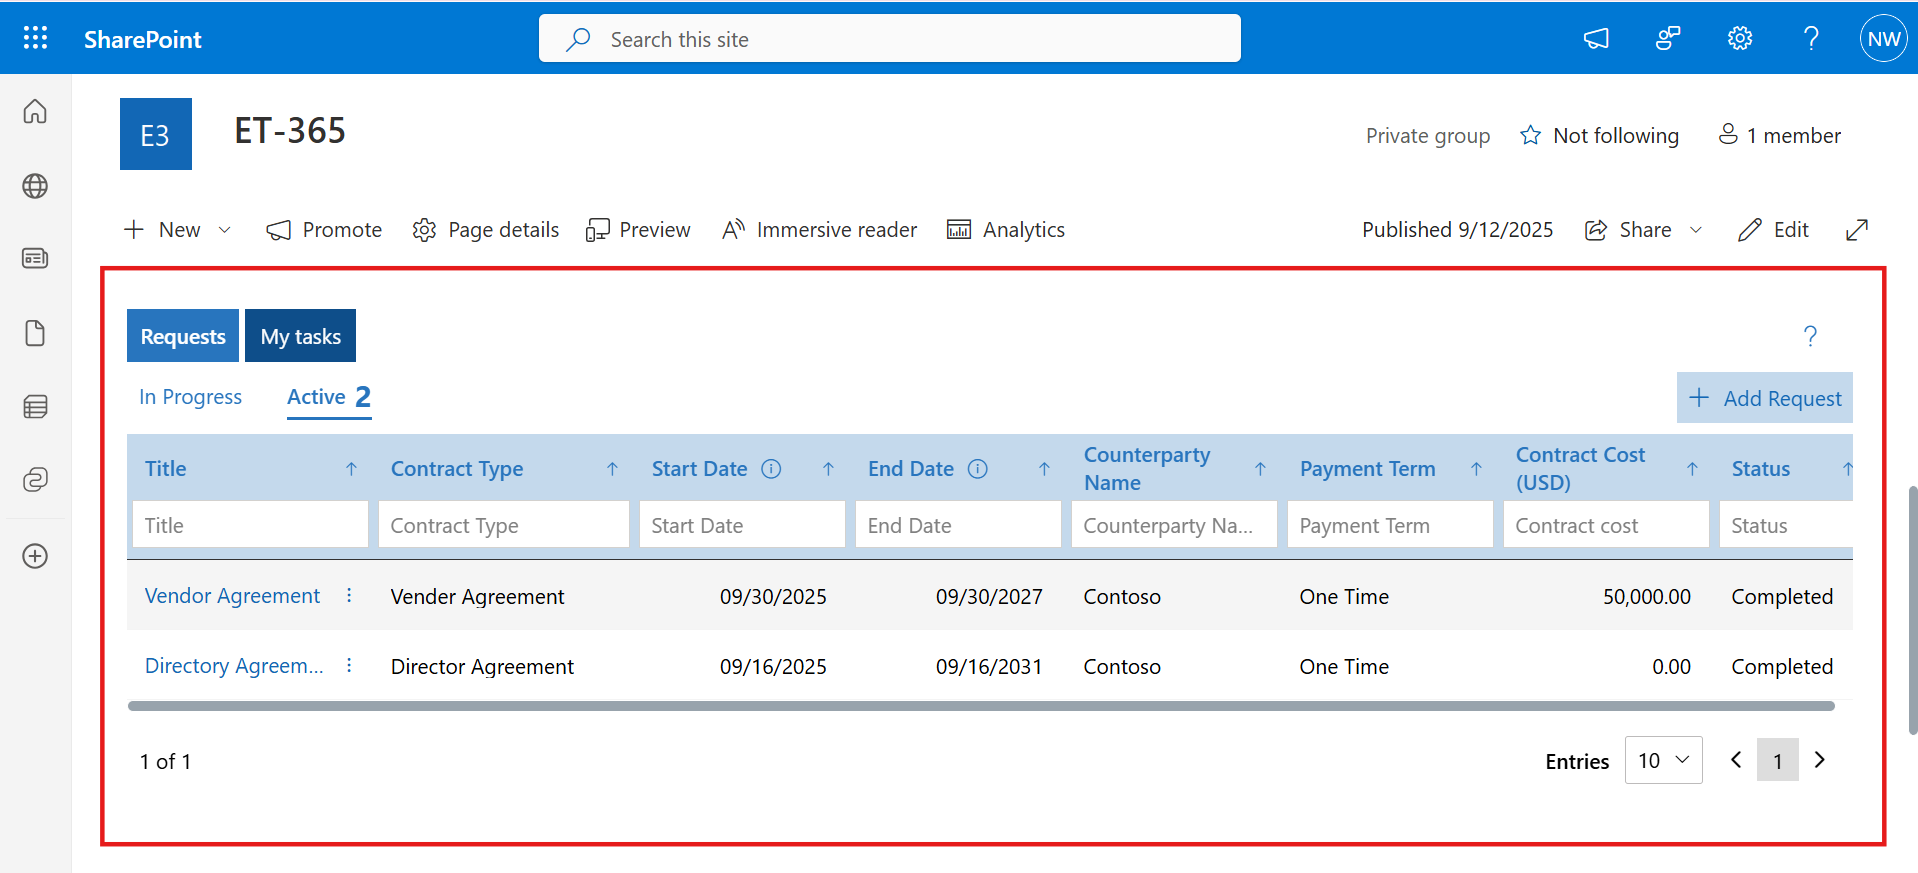 SharePoint
Search this site
NW
E3
ET-365
Private group
Not following
1 member
New
Promote
Page details
Preview
Immersive reader
Analytics
Published 9/12/2025
Share
Edit
Requests
My tasks
?
In Progress
Active 2
+ Add Request
Title
Contract Type
Start Date
End Date
Counterparty
Name
Payment Term
Contract Cost
(USD)
Status
Title
Contract Type
Start Date
End Date
Counterparty Na...
Payment Term
Contract cost
Status
Vendor Agreement
Vender Agreement
09/30/2025
09/30/2027
Contoso
One Time
50,000.00
Completed
Directory Agreem...
Director Agreement
09/16/2025
09/16/2031
Contoso
One Time
0.00
Completed
1 of 1
Entries
10
1